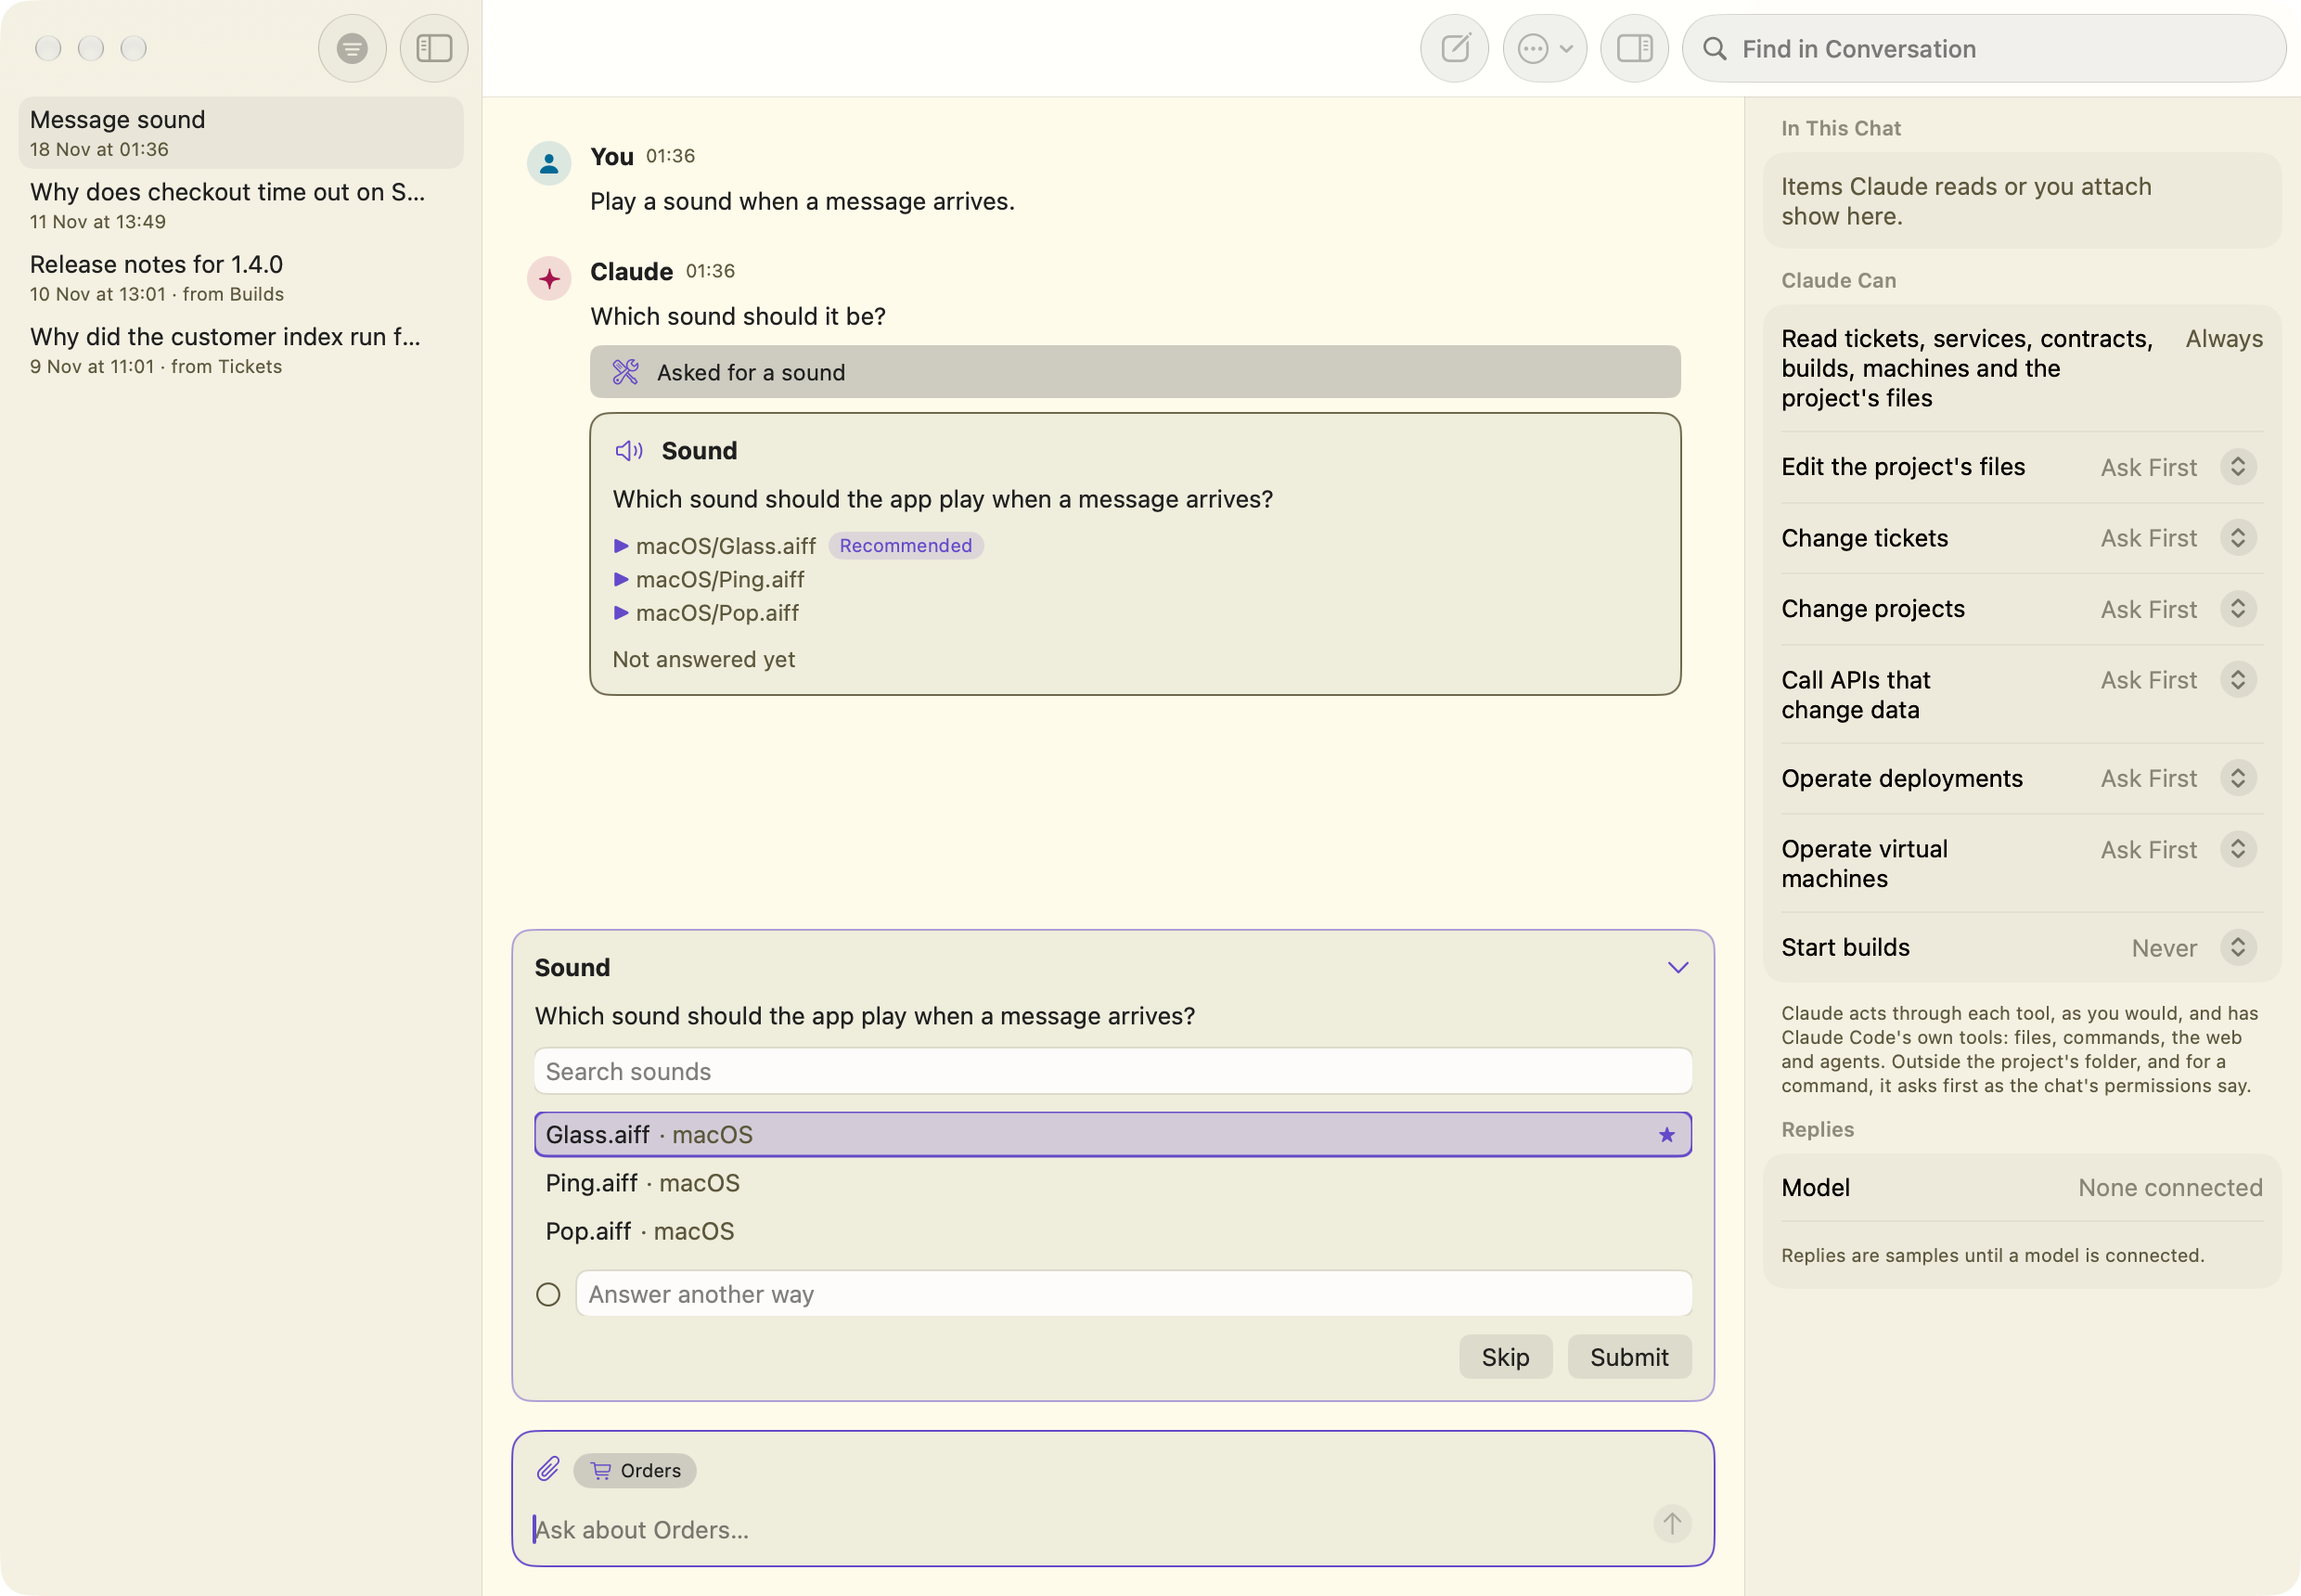 Find in Conversation
Message sound
18 Nov at 01:36
Why does checkout time out on S...
11 Nov at 13:49
Release notes for 1.4.0
10 Nov at 13:01 · from Builds
Why did the customer index run f...
9 Nov at 11:01 · from Tickets
You 01:36
Play a sound when a message arrives.
Claude 01:36
Which sound should it be?
Asked for a sound
Sound
Which sound should the app play when a message arrives?
macOS/Glass.aiff Recommended
macOS/Ping.aiff
macOS/Pop.aiff
Not answered yet
Sound
Which sound should the app play when a message arrives?
Search sounds
Glass.aiff · macOS
Ping.aiff · macOS
Pop.aiff · macOS
Answer another way
Skip Submit
Orders
Ask about Orders...
In This Chat
Items Claude reads or you attach
show here.
Claude Can
Read tickets, services, contracts, Always
builds, machines and the
project's files
Edit the project's files Ask First
Change tickets Ask First
Change projects Ask First
Call APIs that Ask First
change data
Operate deployments Ask First
Operate virtual Ask First
machines
Start builds Never
Claude acts through each tool, as you would, and has
Claude Code's own tools: files, commands, the web
and agents. Outside the project's folder, and for a
command, it asks first as the chat's permissions say.
Replies
Model None connected
Replies are samples until a model is connected.